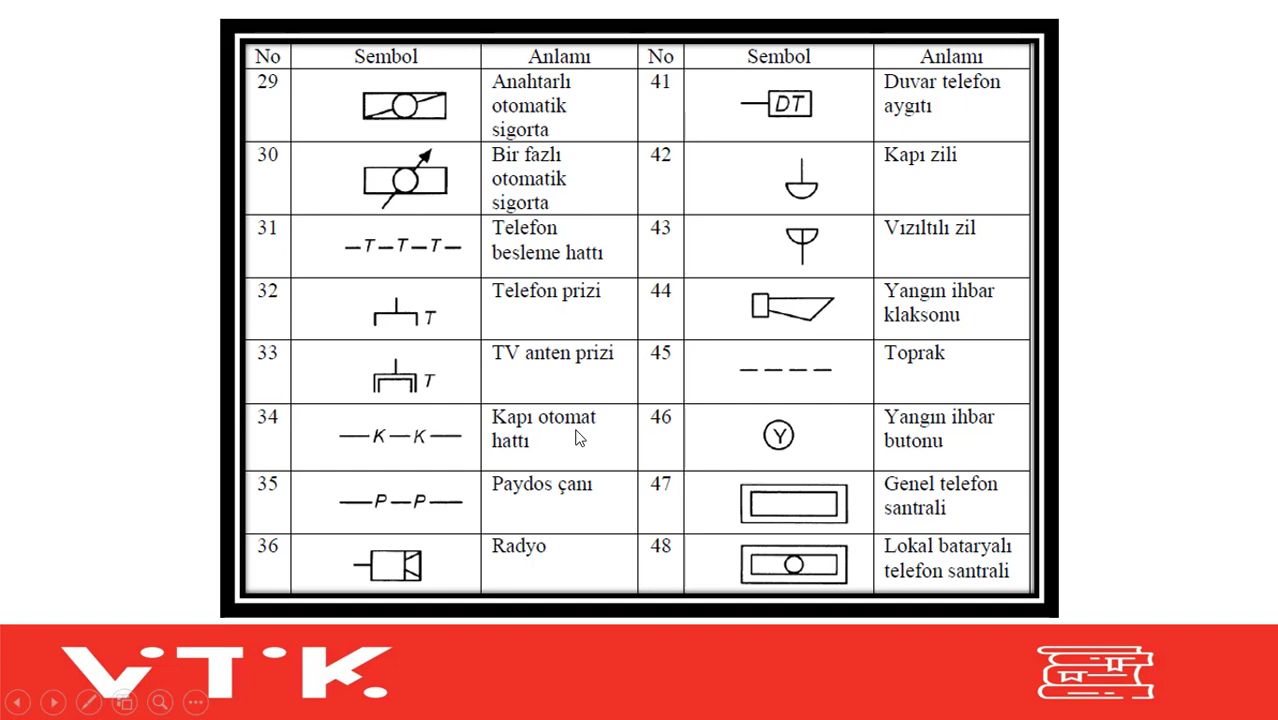 No Sembol Anlamı No Sembol Anlamı
29 Anahtarlı otomatik sigorta 41 DT Duvar telefon aygıtı
30 Bir fazlı otomatik sigorta 42 Kapı zili
31 T T T Telefon besleme hattı 43 Vızıltılı zil
32 T Telefon prizi 44 Yangın ihbar klaksonu
33 T TV anten prizi 45 Toprak
34 K K Kapı otomat hattı 46 Y Yangın ihbar butonu
35 P P Paydos çanı 47 Genel telefon santrali
36 Radyo 48 Lokal bataryalı telefon santrali
VTK